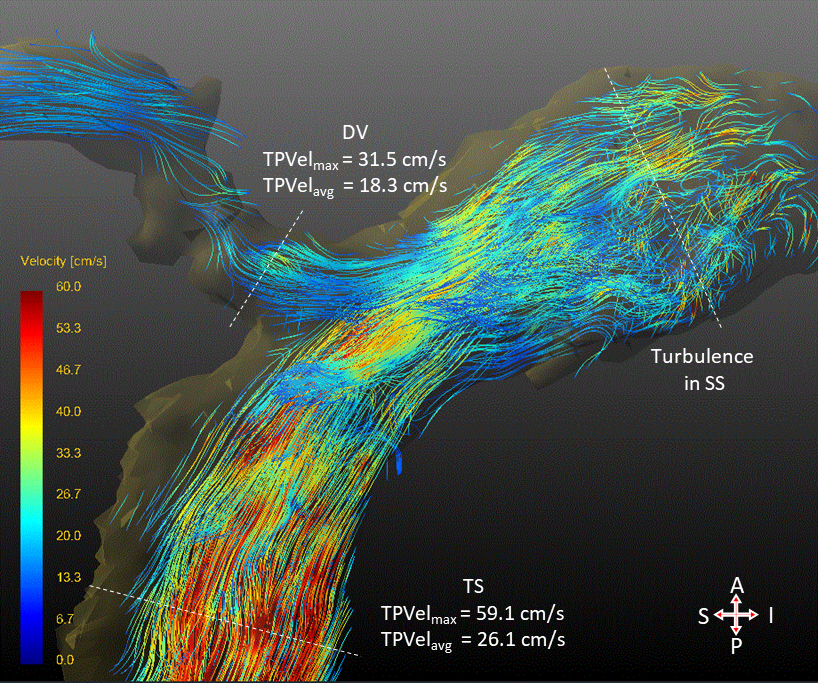 DV
TPVelmax = 31.5 cm/s
TPVelavg = 18.3 cm/s
Velocity [cm/s]
60.0
53.3
46.7
40.0
33.3
26.7
20.0
13.3
6.7
0.0
Turbulence
in SS
TS
TPVelmax = 59.1 cm/s
TPVelavg = 26.1 cm/s
A
S I
P